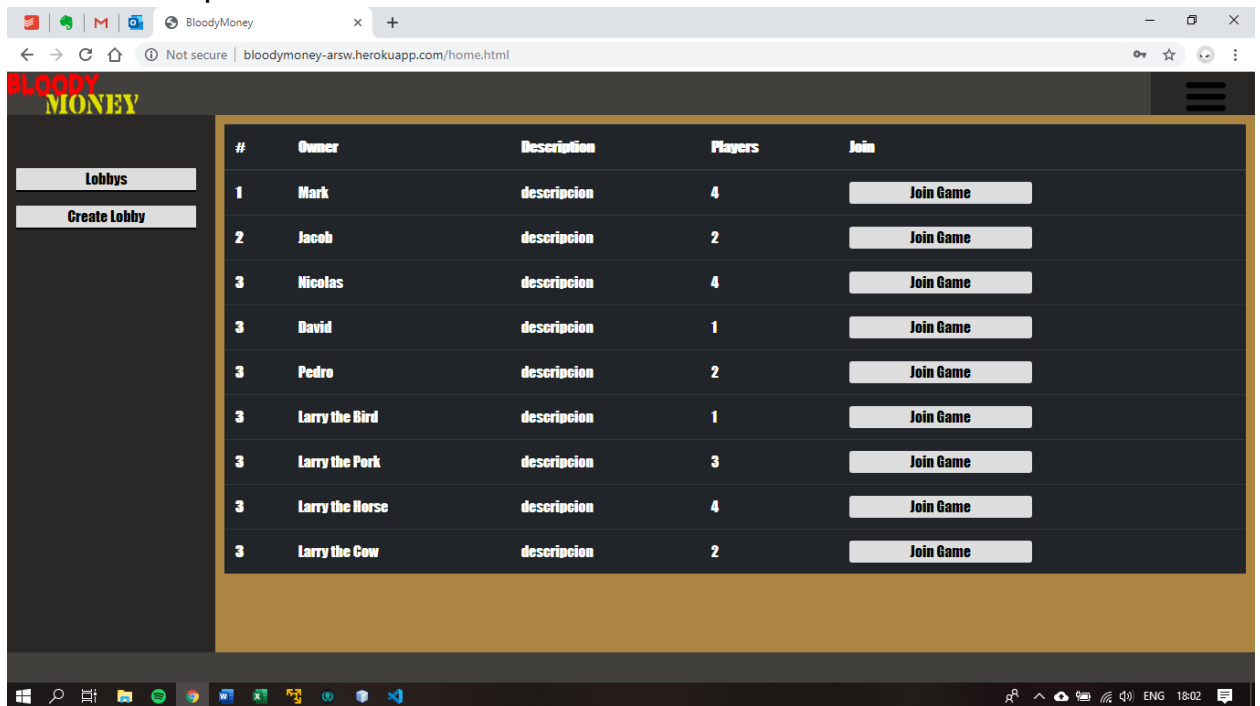 BloodyMoney
Not secure | bloodymoney-arsw.herokuapp.com/home.html
BLOODY
MONEY
Lobbys
Create Lobby
# Owner Description Players Join
1 Mark descripcion 4 Join Game
2 Jacob descripcion 2 Join Game
3 Nicolas descripcion 4 Join Game
3 David descripcion 1 Join Game
3 Pedro descripcion 2 Join Game
3 Larry the Bird descripcion 1 Join Game
3 Larry the Pork descripcion 3 Join Game
3 Larry the Horse descripcion 4 Join Game
3 Larry the Cow descripcion 2 Join Game
ENG 18:02